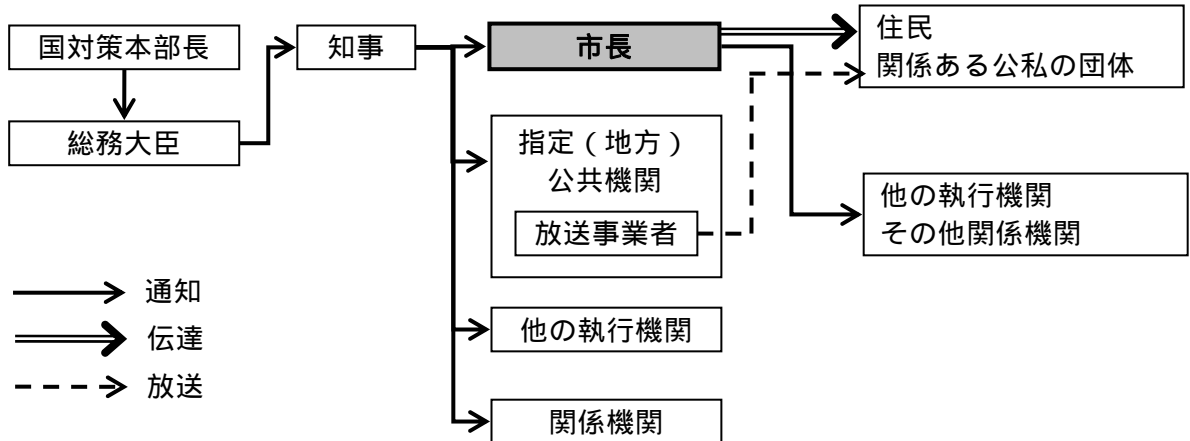 国対策本部長
総務大臣
知事
市長
指定(地方)
公共機関
放送事業者
他の執行機関
関係機関
住民
関係ある公私の団体
他の執行機関
その他関係機関
通知
伝達
放送